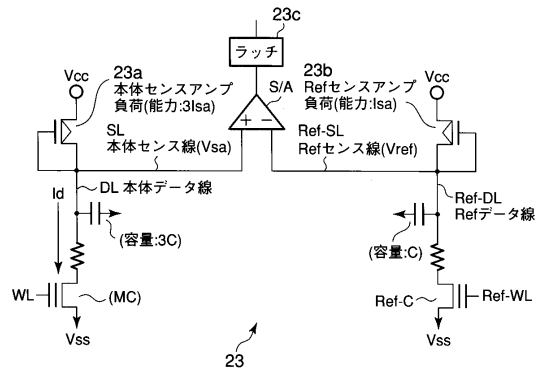 23c
ラッチ
Vcc
23a
本体センスアンプ
負荷(能力:3Isa)
S/A
23b
Refセンスアンプ
負荷(能力:Isa)
Vcc
+ −
SL
本体センス線(Vsa)
Ref-SL
Refセンス線(Vref)
DL 本体データ線
Ref-DL
Refデータ線
Id
(容量:3C)
(容量:C)
WL
(MC)
Ref-C
Ref-WL
Vss
Vss
23